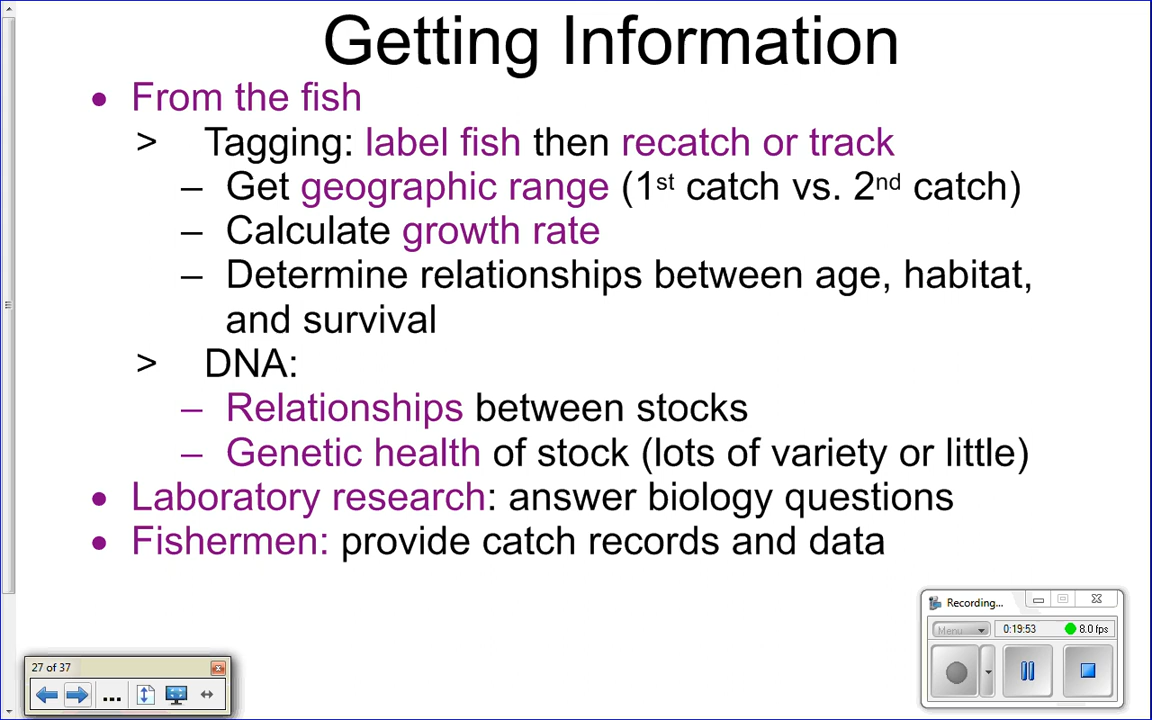 Getting Information
• From the fish
> Tagging: label fish then recatch or track
– Get geographic range (1st catch vs. 2nd catch)
– Calculate growth rate
– Determine relationships between age, habitat,
and survival
> DNA:
– Relationships between stocks
– Genetic health of stock (lots of variety or little)
• Laboratory research: answer biology questions
• Fishermen: provide catch records and data
Recording...
Menu 0:19:53 8.0 fps
27 of 37